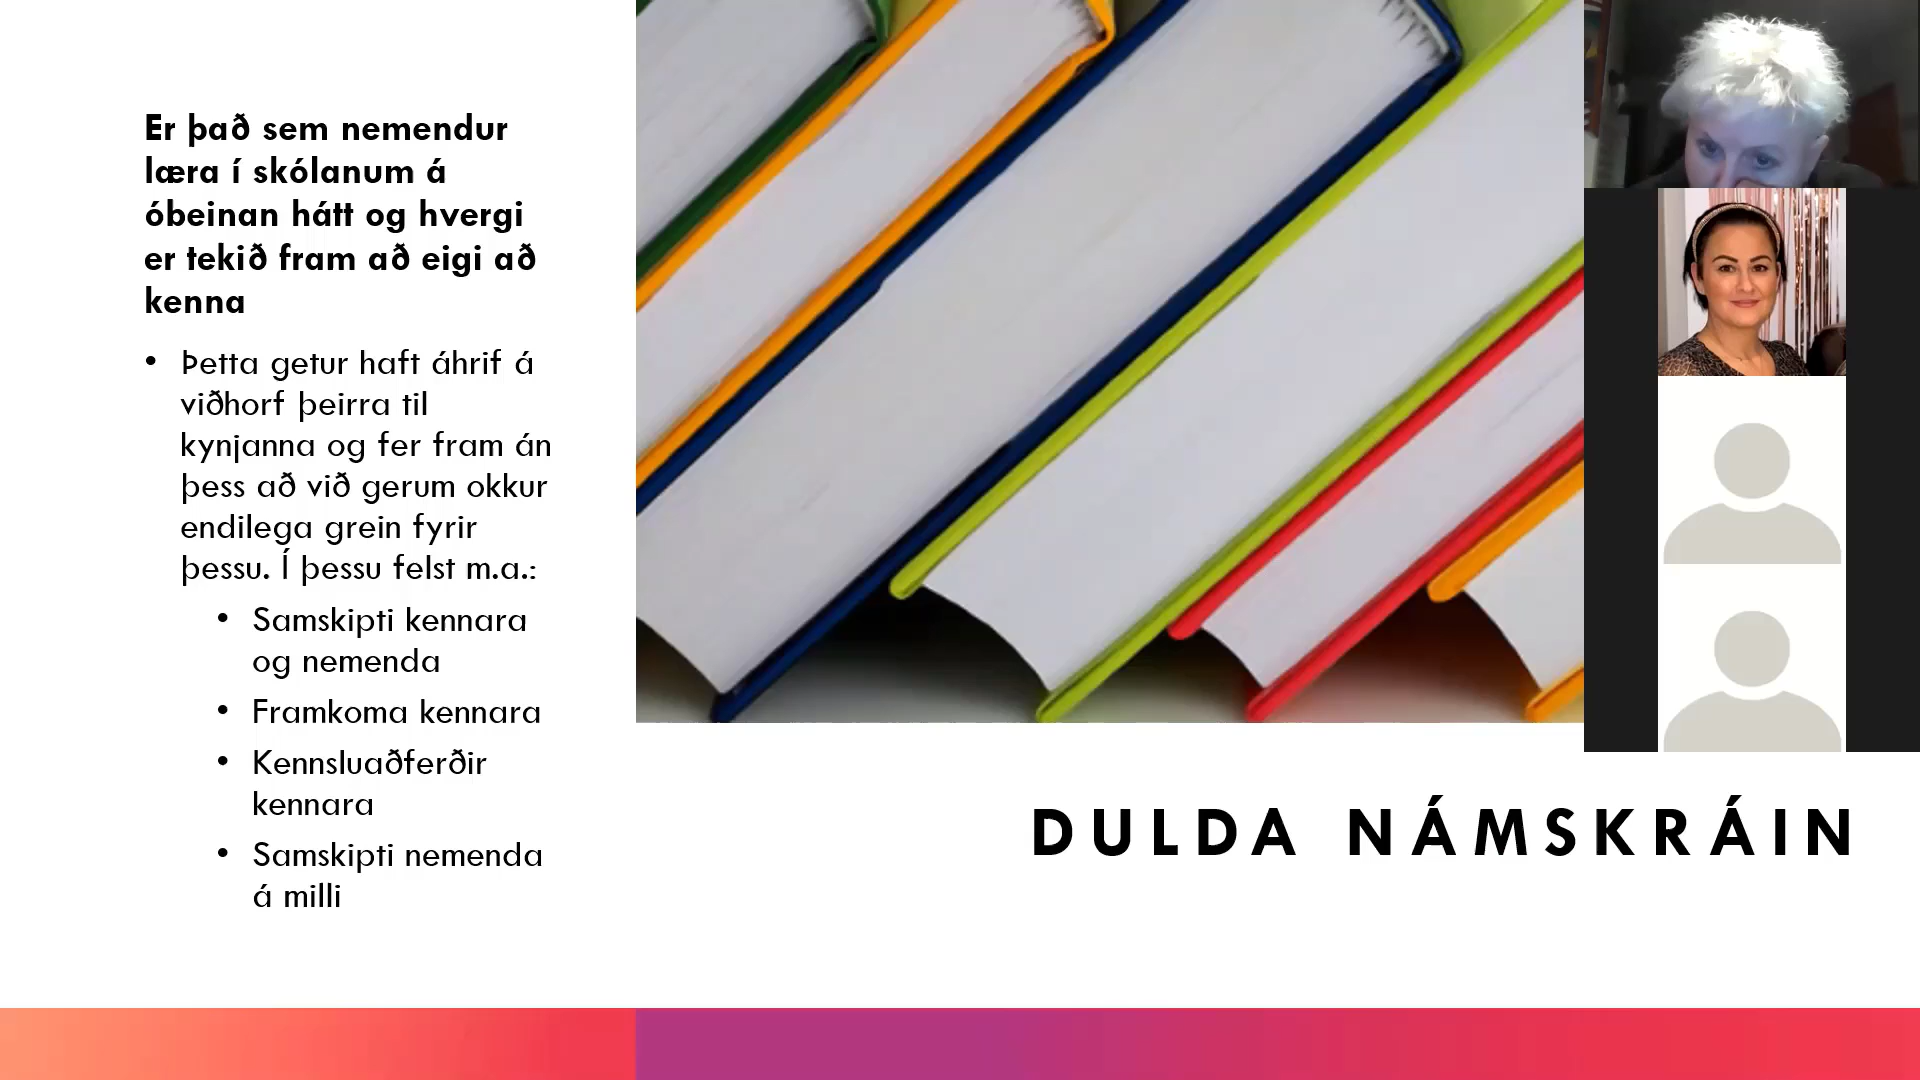 Er það sem nemendur
læra í skólanum á
óbeinan hátt og hvergi
er tekið fram að eigi að
kenna
• Þetta getur haft áhrif á
viðhorf þeirra til
kynjanna og fer fram án
þess að við gerum okkur
endilega grein fyrir
þessu. Í þessu felst m.a.:
• Samskipti kennara
og nemenda
• Framkoma kennara
• Kennsluaðferðir
kennara
• Samskipti nemenda
á milli
DULDA NÁMSKRÁIN